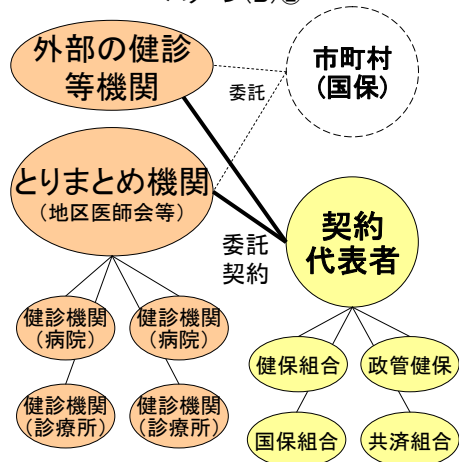 外部の健診
等機関
市町村
(国保)
委託
とりまとめ機関
(地区医師会等)
契約
代表者
委託
契約
健診機関
(病院)
健診機関
(病院)
健保組合
政管健保
健診機関
(診療所)
健診機関
(診療所)
国保組合
共済組合